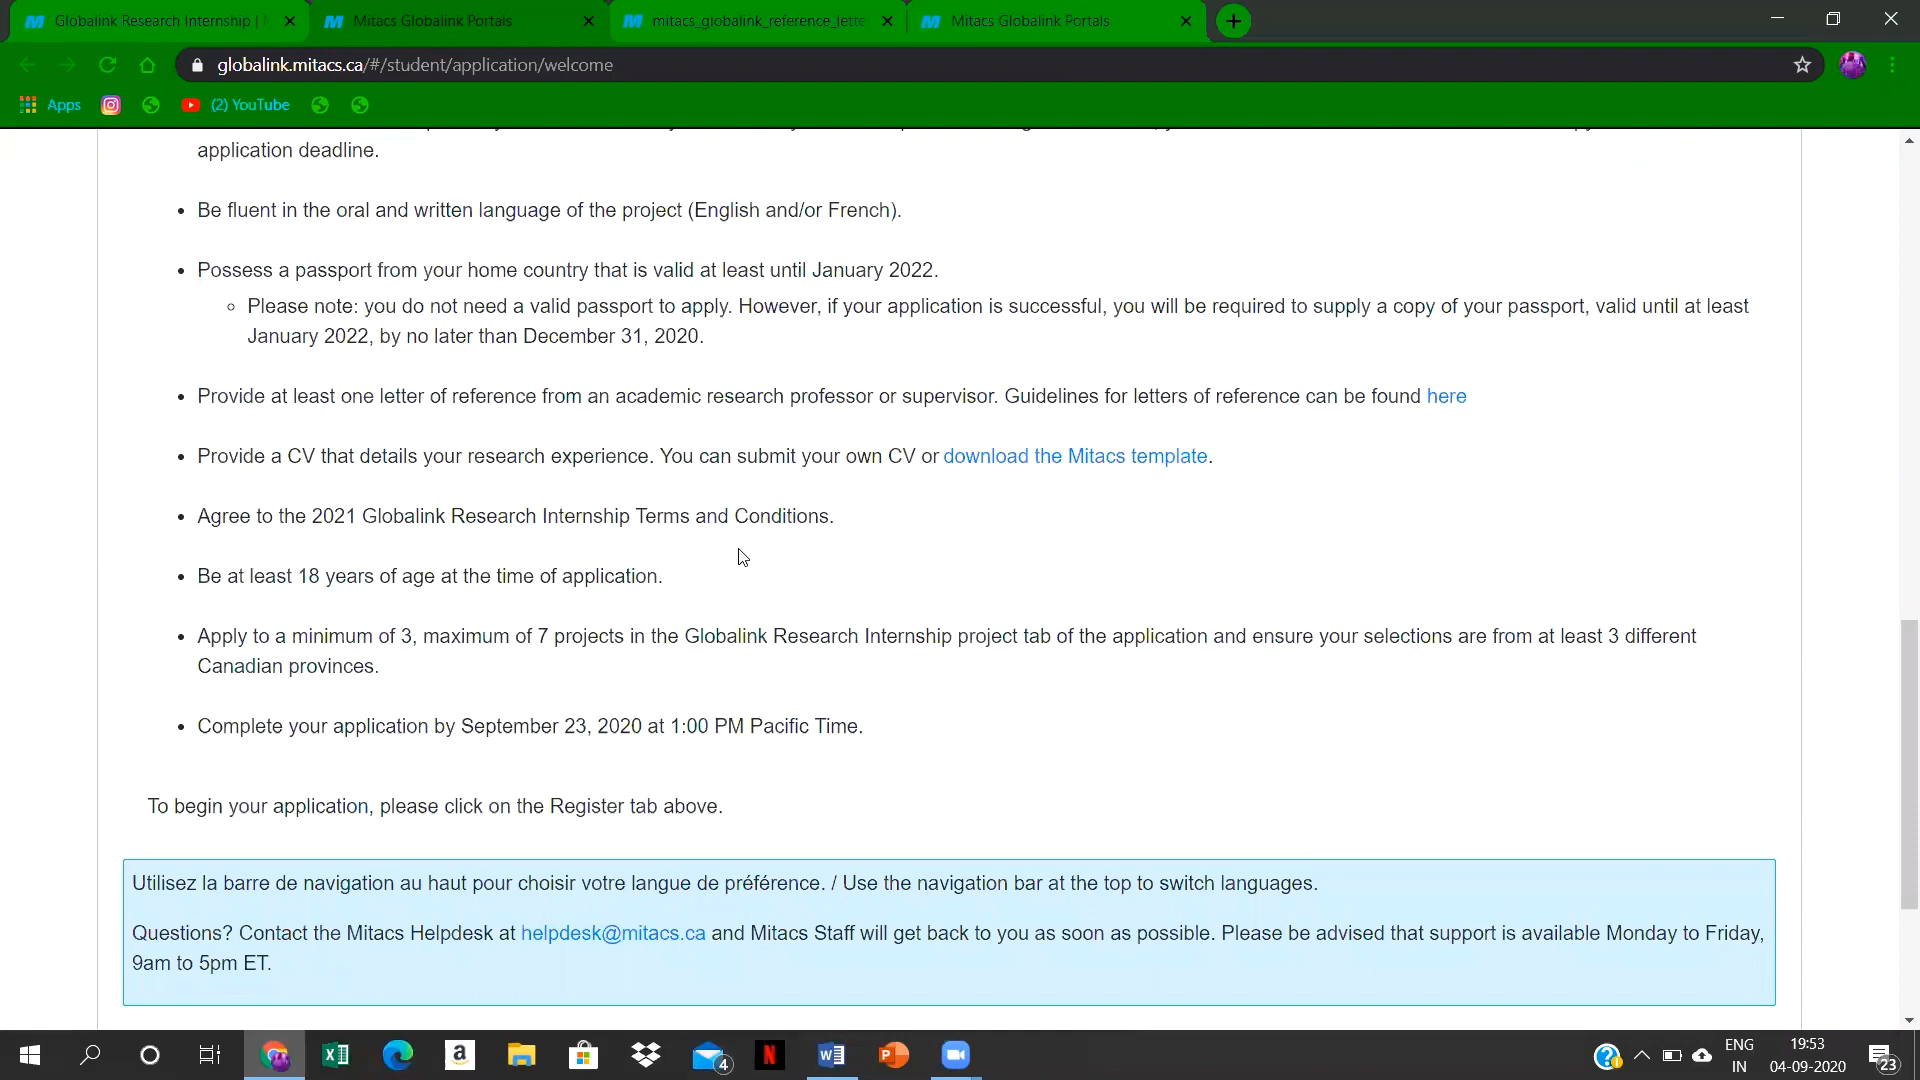 Globalink Research Internship |
Mitacs Globalink Portals
mitacs_globalink_reference_lette
Mitacs Globalink Portals
globalink.mitacs.ca/#/student/application/welcome
Apps
(2) YouTube
application deadline.
• Be fluent in the oral and written language of the project (English and/or French).
• Possess a passport from your home country that is valid at least until January 2022.
◦ Please note: you do not need a valid passport to apply. However, if your application is successful, you will be required to supply a copy of your passport, valid until at least
January 2022, by no later than December 31, 2020.
• Provide at least one letter of reference from an academic research professor or supervisor. Guidelines for letters of reference can be found here
• Provide a CV that details your research experience. You can submit your own CV or download the Mitacs template.
• Agree to the 2021 Globalink Research Internship Terms and Conditions.
• Be at least 18 years of age at the time of application.
• Apply to a minimum of 3, maximum of 7 projects in the Globalink Research Internship project tab of the application and ensure your selections are from at least 3 different
Canadian provinces.
• Complete your application by September 23, 2020 at 1:00 PM Pacific Time.
To begin your application, please click on the Register tab above.
Utilisez la barre de navigation au haut pour choisir votre langue de préférence. / Use the navigation bar at the top to switch languages.
Questions? Contact the Mitacs Helpdesk at helpdesk@mitacs.ca and Mitacs Staff will get back to you as soon as possible. Please be advised that support is available Monday to Friday,
9am to 5pm ET.
4
ENG
IN
19:53
04-09-2020
23